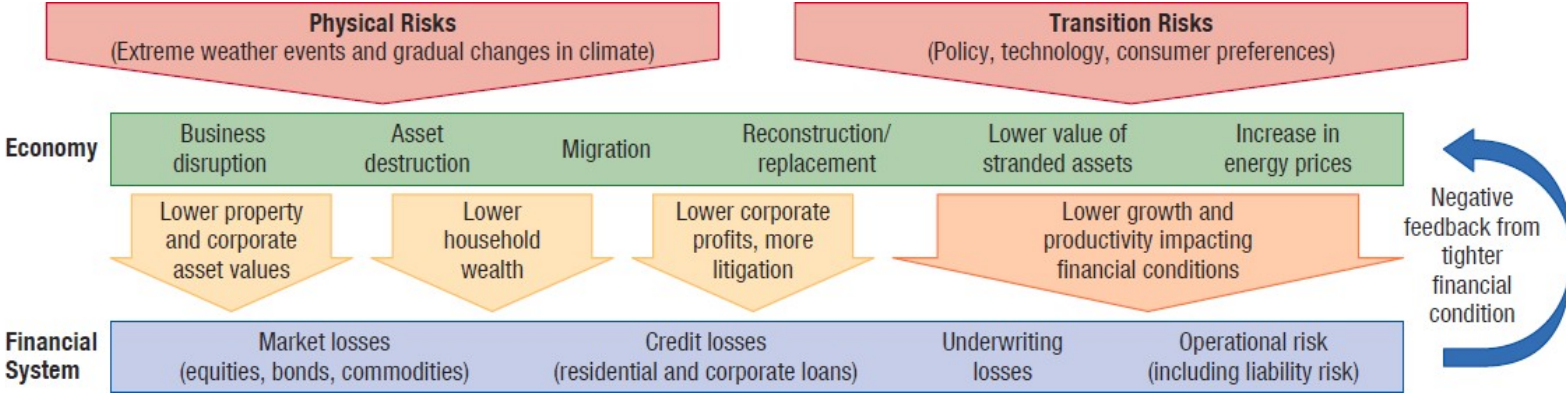 Physical Risks
(Extreme weather events and gradual changes in climate)
Transition Risks
(Policy, technology, consumer preferences)
Economy
Business
disruption
Asset
destruction
Migration
Reconstruction/
replacement
Lower value of
stranded assets
Increase in
energy prices
Lower property
and corporate
asset values
Lower
household
wealth
Lower corporate
profits, more
litigation
Lower growth and
productivity impacting
financial conditions
Negative
feedback from
tighter
financial
condition
Financial
System
Market losses
(equities, bonds, commodities)
Credit losses
(residential and corporate loans)
Underwriting
losses
Operational risk
(including liability risk)